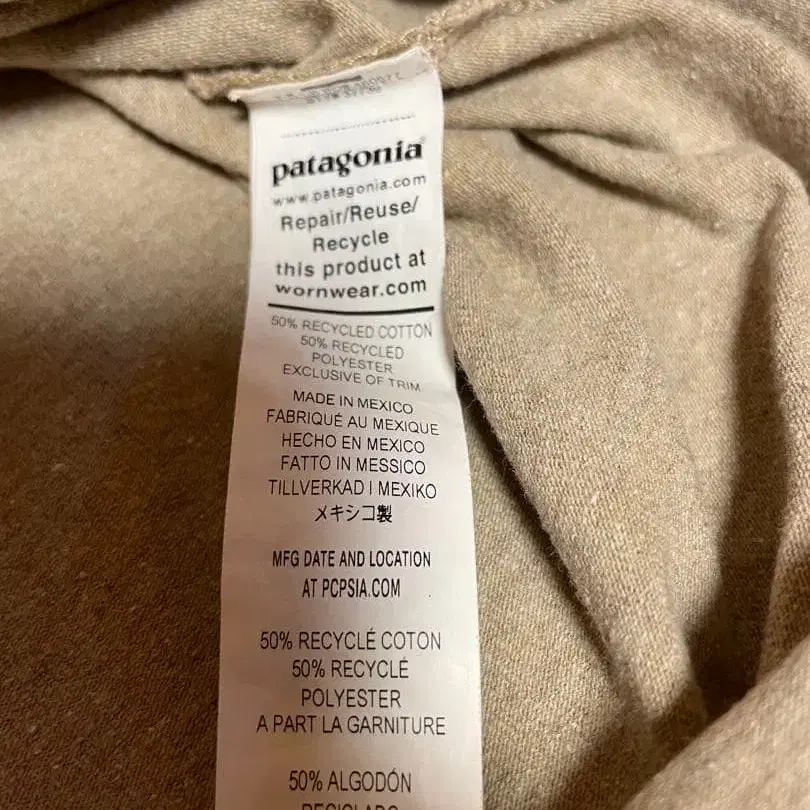 patagonia®
www.patagonia.com
Repair/Reuse/
Recycle
this product at
wornwear.com
50% RECYCLED COTTON
50% RECYCLED
POLYESTER
EXCLUSIVE OF TRIM
MADE IN MEXICO
FABRIQUÉ AU MEXIQUE
HECHO EN MEXICO
FATTO IN MESSICO
TILLVERKAD I MEXIKO
メキシコ製
MFG DATE AND LOCATION
AT PCPSIA.COM
50% RECYCLÉ COTON
50% RECYCLÉ
POLYESTER
A PART LA GARNITURE
50% ALGODÓN
RECICLADO